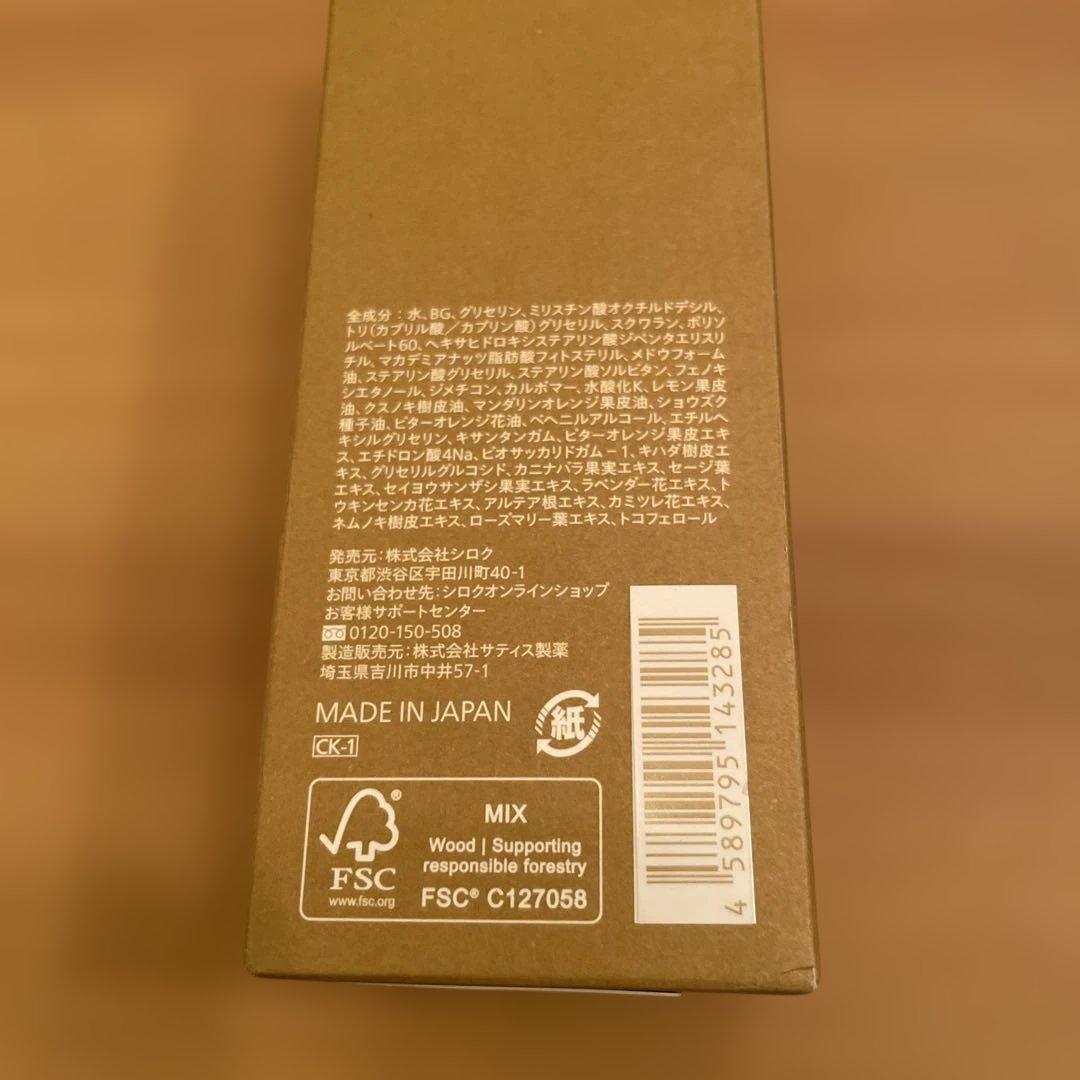 全成分：水、BG、グリセリン、ミリスチン酸オクチルドデシル、
トリ（カプリル酸／カプリン酸）グリセリル、スクワラン、ポリソ
ルベート60、ヘキサヒドロキシステアリン酸ジペンタエリスリ
チル、マカデミアナッツ脂肪酸フィトステリル、メドウフォーム
油、ステアリン酸グリセリル、ステアリン酸ソルビタン、フェノキ
シエタノール、ジメチコン、カルボマー、水酸化K、レモン果皮
油、クスノキ樹皮油、マンダリンオレンジ果皮油、ショウズク
種子油、ビターオレンジ花油、ベヘニルアルコール、エチルヘ
キシルグリセリン、キサンタンガム、ビターオレンジ果皮エキ
ス、エチドロン酸4Na、ビオサッカリドガム－1、キハダ樹皮エ
キス、グリセリルグルコシド、カニナバラ果実エキス、セージ葉
エキス、セイヨウサンザシ果実エキス、ラベンダー花エキス、ト
ウキンセンカ花エキス、アルテア根エキス、カミツレ花エキス、
ネムノキ樹皮エキス、ローズマリー葉エキス、トコフェロール
発売元：株式会社シロク
東京都渋谷区宇田川町40-1
お問い合わせ先：シロクオンラインショップ
お客様サポートセンター
0120-150-508
製造販売元：株式会社サティス製薬
埼玉県吉川市中井57-1
MADE IN JAPAN
紙
CK-1
FSC®
www.fsc.org
MIX
Wood | Supporting
responsible forestry
FSC® C127058
4 589795 143285